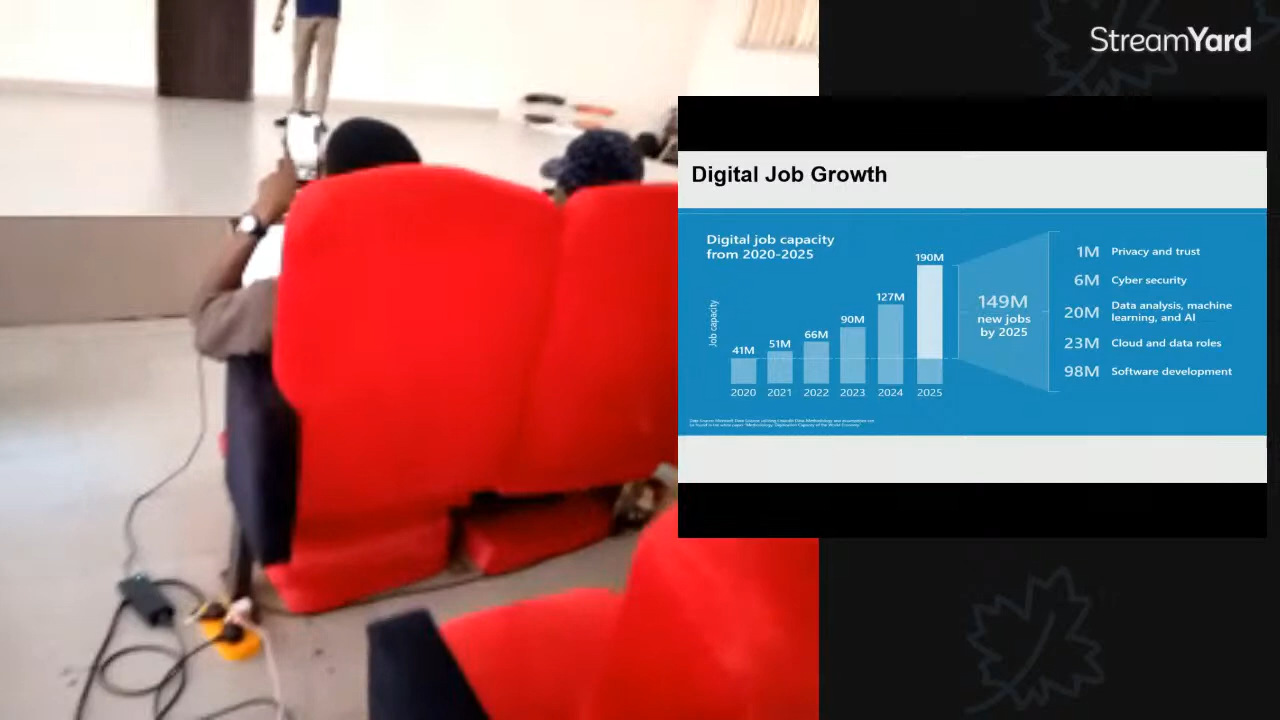 StreamYard
Digital Job Growth
Digital job capacity
from 2020-2025
Job capacity
41M
51M
66M
90M
127M
190M
2020
2021
2022
2023
2024
2025
149M
new jobs
by 2025
1M Privacy and trust
6M Cyber security
20M Data analysis, machine
learning, and AI
23M Cloud and data roles
98M Software development